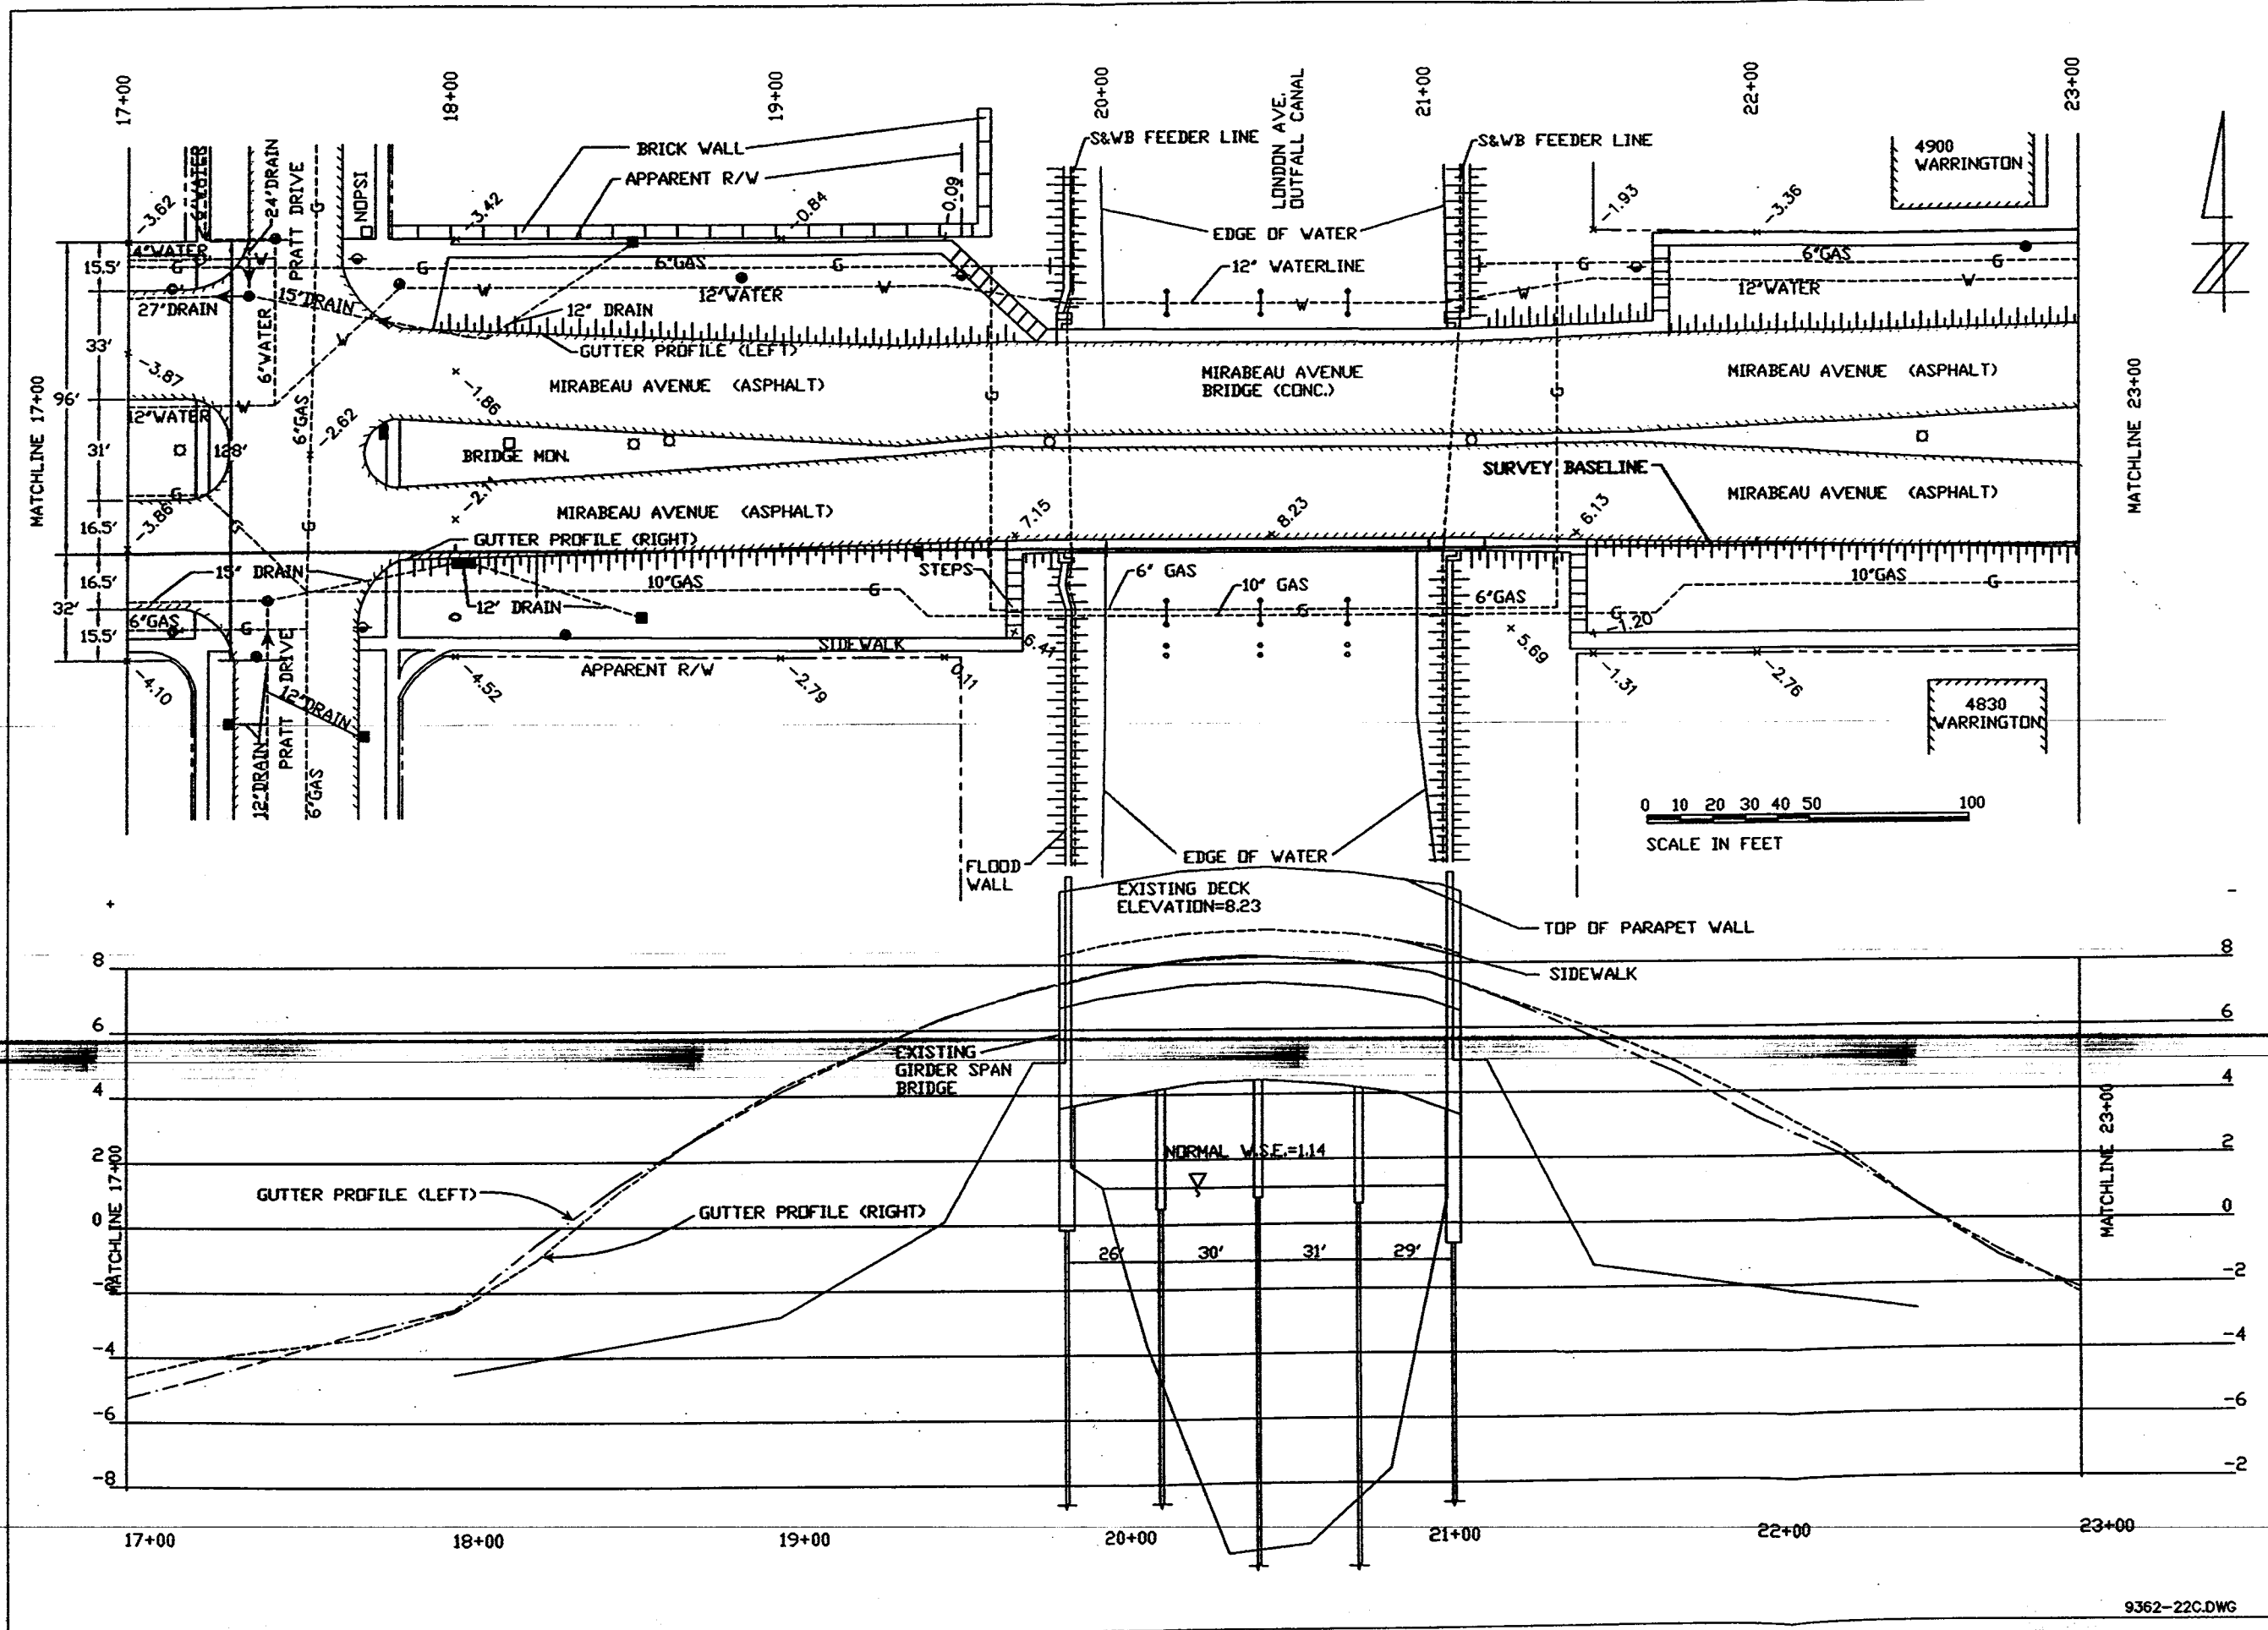 17+00
18+00
19+00
20+00
LONDON AVE.
OUTFALL CANAL
21+00
22+00
23+00
S&WB FEEDER LINE
S&WB FEEDER LINE
4900
WARRINGTON
BRICK WALL
APPARENT R/W
6"WATER
24"DRAIN
PRATT DRIVE
G
NOPSI
-3.62
-3.42
-0.84
-0.09
-1.93
-3.36
EDGE OF WATER
12" WATERLINE
4"WATER
W
G
15.5'
G
6"GAS
G
G
6"GAS
G
W
12"WATER
W
W
W
12"WATER
W
27"DRAIN
15"DRAIN
12" DRAIN
6"WATER
W
33'
GUTTER PROFILE (LEFT)
-3.87
MIRABEAU AVENUE (ASPHALT)
MIRABEAU AVENUE
BRIDGE (CONC.)
MIRABEAU AVENUE (ASPHALT)
MATCHLINE 17+00
MATCHLINE 23+00
96'
12"WATER
W
6"GAS
-2.62
-1.86
G
G
31'
128'
BRIDGE MON.
SURVEY BASELINE
G
-2.11
MIRABEAU AVENUE (ASPHALT)
MIRABEAU AVENUE (ASPHALT)
16.5'
-3.86
G
G
7.15
8.23
6.13
GUTTER PROFILE (RIGHT)
15" DRAIN
16.5'
10"GAS
G
STEPS
6" GAS
10" GAS
G
6"GAS
10"GAS
G
32'
12" DRAIN
6"GAS
G
G
15.5'
SIDEWALK
6.41
5.69
-1.20
APPARENT R/W
-4.10
-4.52
-2.79
0.11
-1.31
-2.76
12"DRAIN
PRATT DRIVE
12"DRAIN
6"GAS
4830
WARRINGTON
0 10 20 30 40 50 100
SCALE IN FEET
FLOOD
WALL
EDGE OF WATER
EXISTING DECK
ELEVATION=8.23
TOP OF PARAPET WALL
SIDEWALK
8
8
6
6
EXISTING
GIRDER SPAN
BRIDGE
4
4
MATCHLINE 17+00
MATCHLINE 23+00
2
2
NORMAL W.S.E.=1.14
GUTTER PROFILE (LEFT)
GUTTER PROFILE (RIGHT)
0
0
26'
30'
31'
29'
-2
-2
-4
-4
-6
-6
-8
-2
17+00
18+00
19+00
20+00
21+00
22+00
23+00
9362-22C.DWG